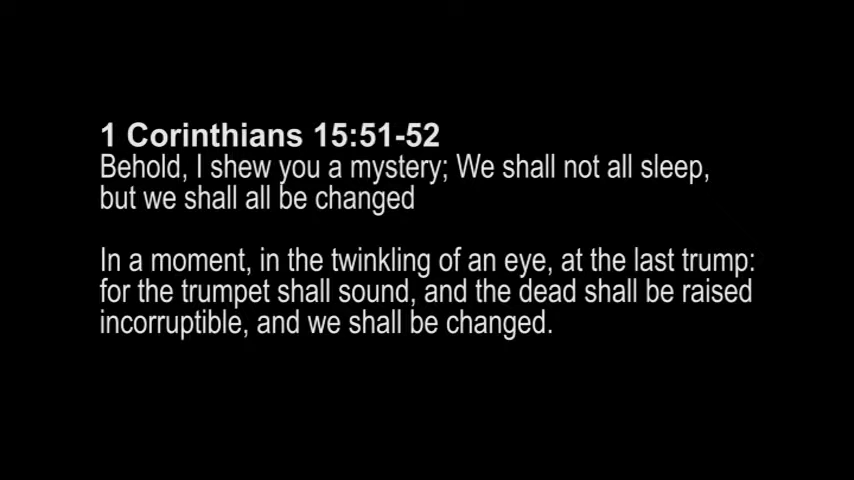 1 Corinthians 15:51-52
Behold, I shew you a mystery; We shall not all sleep,
but we shall all be changed
In a moment, in the twinkling of an eye, at the last trump:
for the trumpet shall sound, and the dead shall be raised
incorruptible, and we shall be changed.